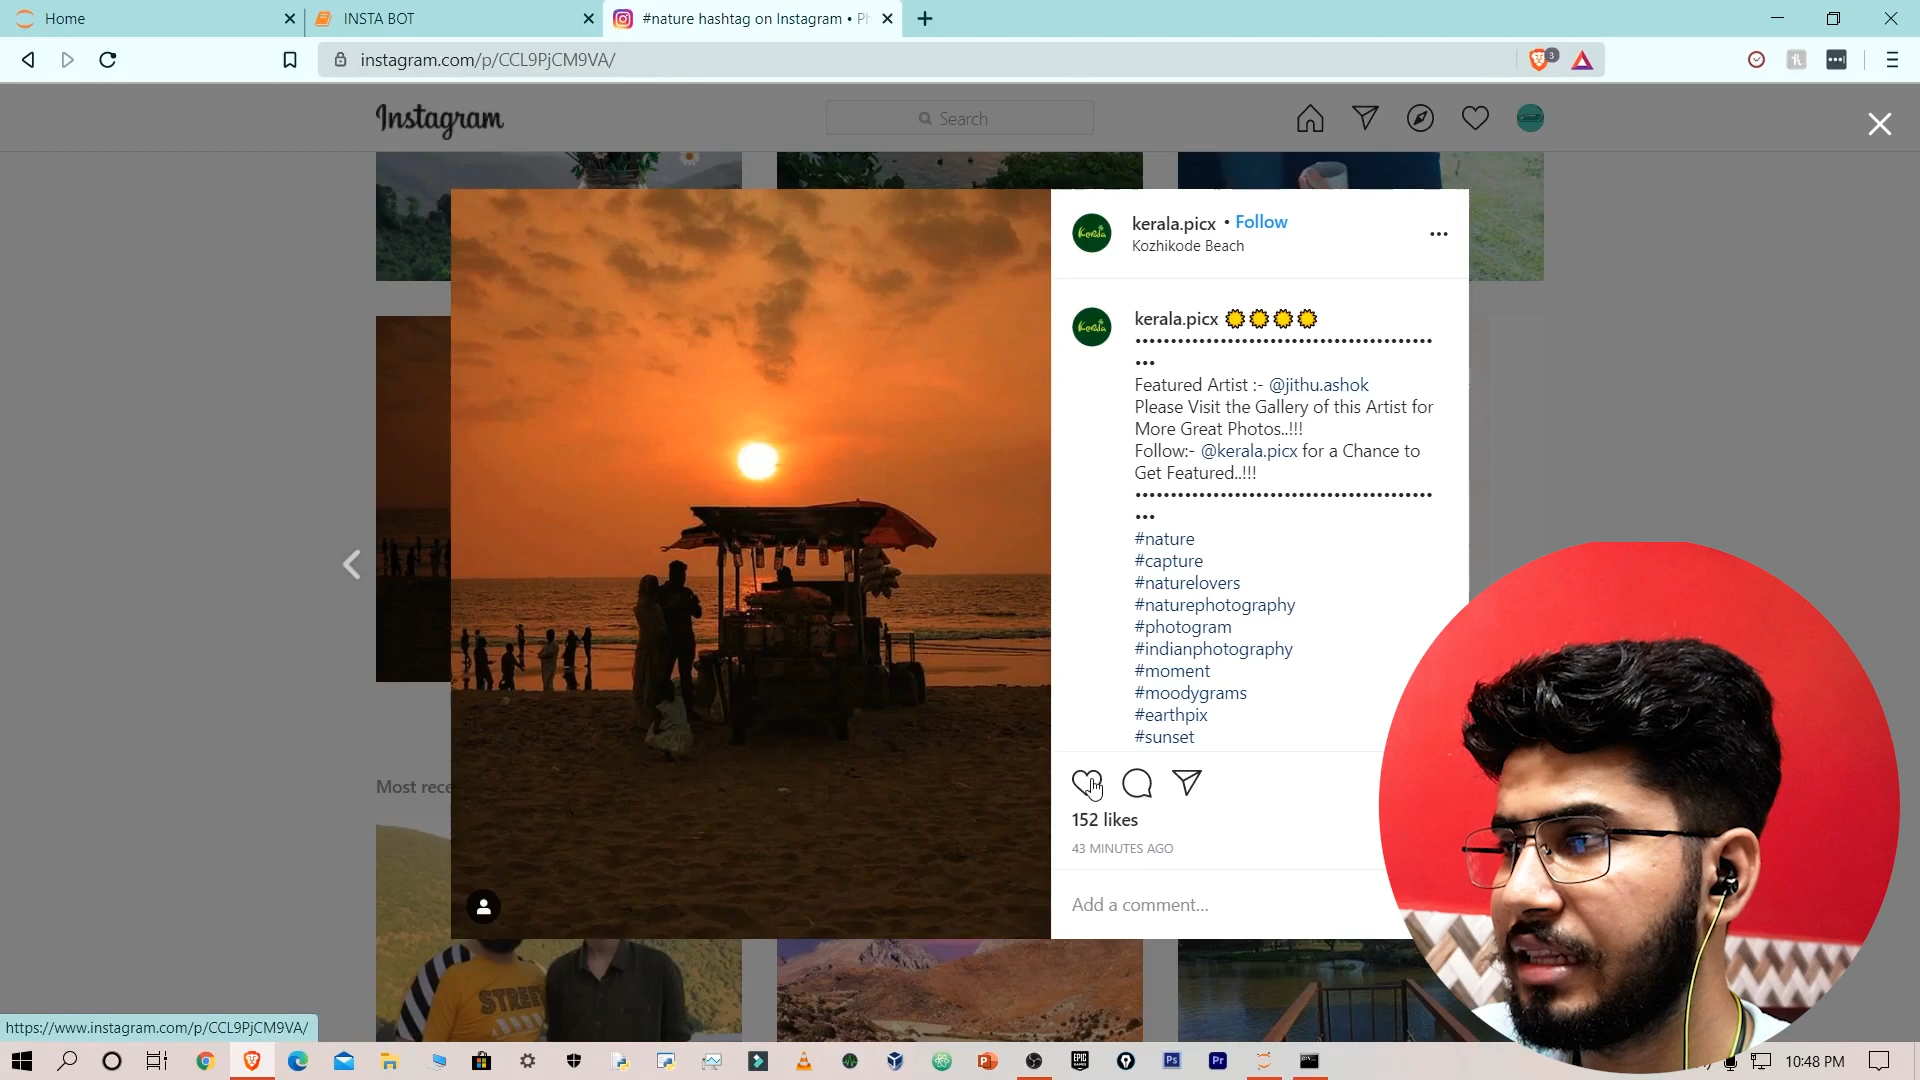 Home
INSTA BOT
#nature hashtag on Instagram • Ph
instagram.com/p/CCL9PjCM9VA/
3
Instagram
Search
kerala.picx • Follow
Kozhikode Beach
kerala.picx
Featured Artist :- @jithu.ashok
Please Visit the Gallery of this Artist for
More Great Photos..!!!
Follow:- @kerala.picx for a Chance to
Get Featured..!!!
#nature
#capture
#naturelovers
#naturephotography
#photogram
#indianphotography
#moment
#moodygrams
#earthpix
#sunset
152 likes
43 MINUTES AGO
Add a comment...
Most rece
STREET
https://www.instagram.com/p/CCL9PjCM9VA/
10:48 PM